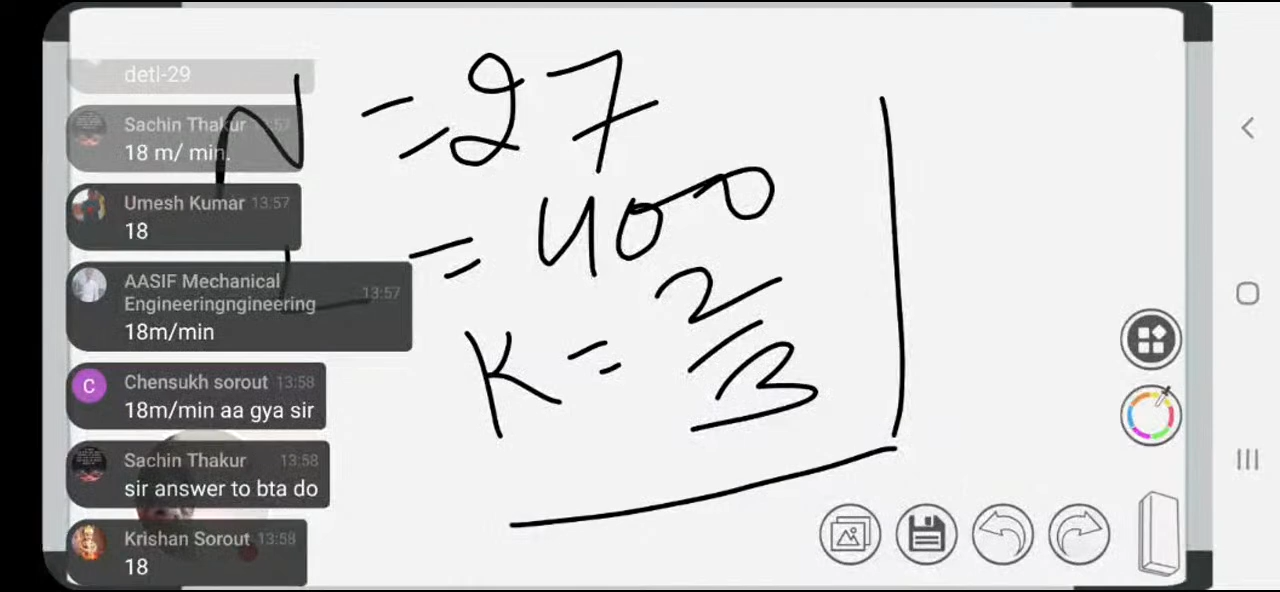 detl-29
Sachin Thakur 13:57
18 m/ min.
Umesh Kumar 13:57
18
AASIF Mechanical
Engineeringngineering 13:57
18m/min
C
Chensukh sorout 13:58
18m/min aa gya sir
Sachin Thakur 13:58
sir answer to bta do
Krishan Sorout 13:58
18
N = 27
L = 400
K = 2/3